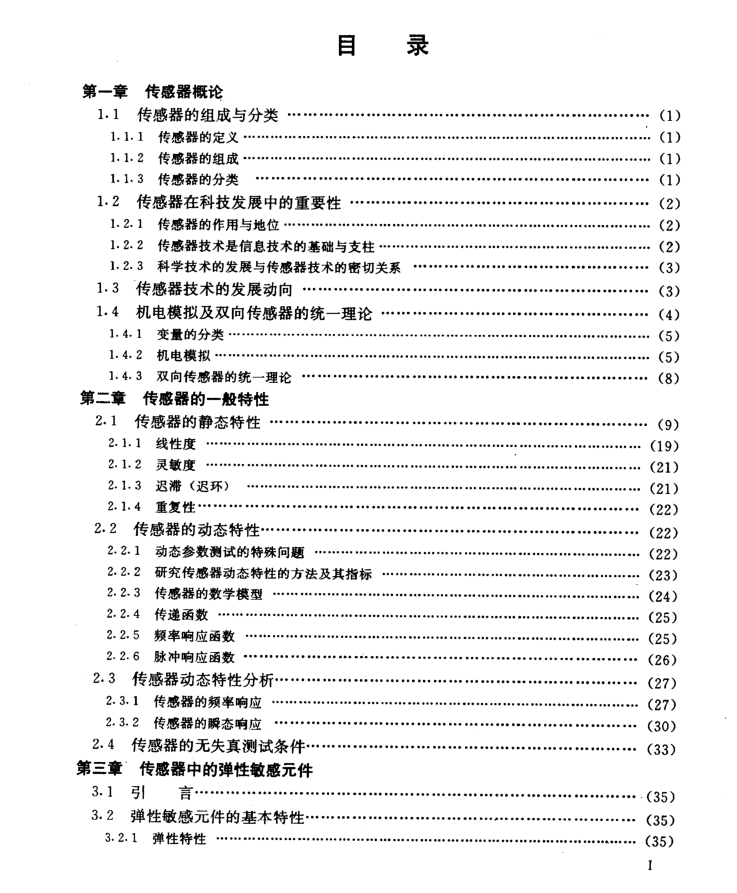 目 录
第一章 传感器概论
1.1 传感器的组成与分类 ………………………………………… (1)
1.1.1 传感器的定义 ………………………………………… (1)
1.1.2 传感器的组成 ………………………………………… (1)
1.1.3 传感器的分类 ………………………………………… (1)
1.2 传感器在科技发展中的重要性 ………………………………………… (2)
1.2.1 传感器的作用与地位 ………………………………………… (2)
1.2.2 传感器技术是信息技术的基础与支柱 ………………………………………… (2)
1.2.3 科学技术的发展与传感器技术的密切关系 ………………………………………… (3)
1.3 传感器技术的发展动向 ………………………………………… (3)
1.4 机电模拟及双向传感器的统一理论 ………………………………………… (4)
1.4.1 变量的分类 ………………………………………… (5)
1.4.2 机电模拟 ………………………………………… (5)
1.4.3 双向传感器的统一理论 ………………………………………… (8)
第二章 传感器的一般特性
2.1 传感器的静态特性 ………………………………………… (9)
2.1.1 线性度 ………………………………………… (19)
2.1.2 灵敏度 ………………………………………… (21)
2.1.3 迟滞（迟环） ………………………………………… (21)
2.1.4 重复性 ………………………………………… (22)
2.2 传感器的动态特性 ………………………………………… (22)
2.2.1 动态参数测试的特殊问题 ………………………………………… (22)
2.2.2 研究传感器动态特性的方法及其指标 ………………………………………… (23)
2.2.3 传感器的数学模型 ………………………………………… (24)
2.2.4 传递函数 ………………………………………… (25)
2.2.5 频率响应函数 ………………………………………… (25)
2.2.6 脉冲响应函数 ………………………………………… (26)
2.3 传感器动态特性分析 ………………………………………… (27)
2.3.1 传感器的频率响应 ………………………………………… (27)
2.3.2 传感器的瞬态响应 ………………………………………… (30)
2.4 传感器的无失真测试条件 ………………………………………… (33)
第三章 传感器中的弹性敏感元件
3.1 引 言 ………………………………………… (35)
3.2 弹性敏感元件的基本特性 ………………………………………… (35)
3.2.1 弹性特性 ………………………………………… (35)
I